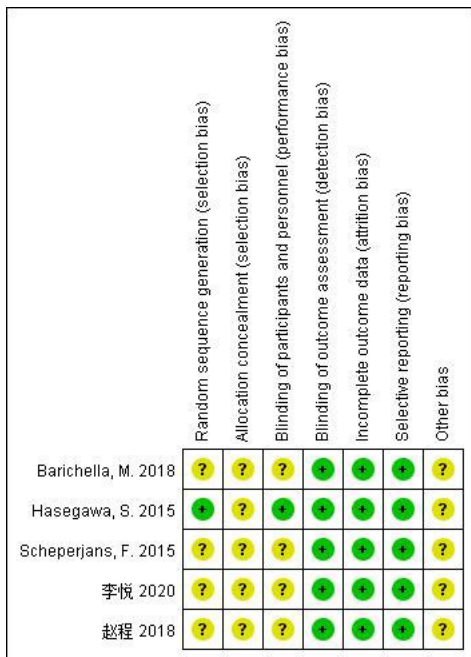 Random sequence generation (selection bias)
Allocation concealment (selection bias)
Blinding of participants and personnel (performance bias)
Blinding of outcome assessment (detection bias)
Incomplete outcome data (attrition bias)
Selective reporting (reporting bias)
Other bias
Barichella, M. 2018 ? ? ? + + + ?
Hasegawa, S. 2015 + ? + + + + ?
Scheperjans, F. 2015 ? ? ? + + + ?
李悦 2020 ? ? ? + + + ?
赵程 2018 ? ? ? + + + ?